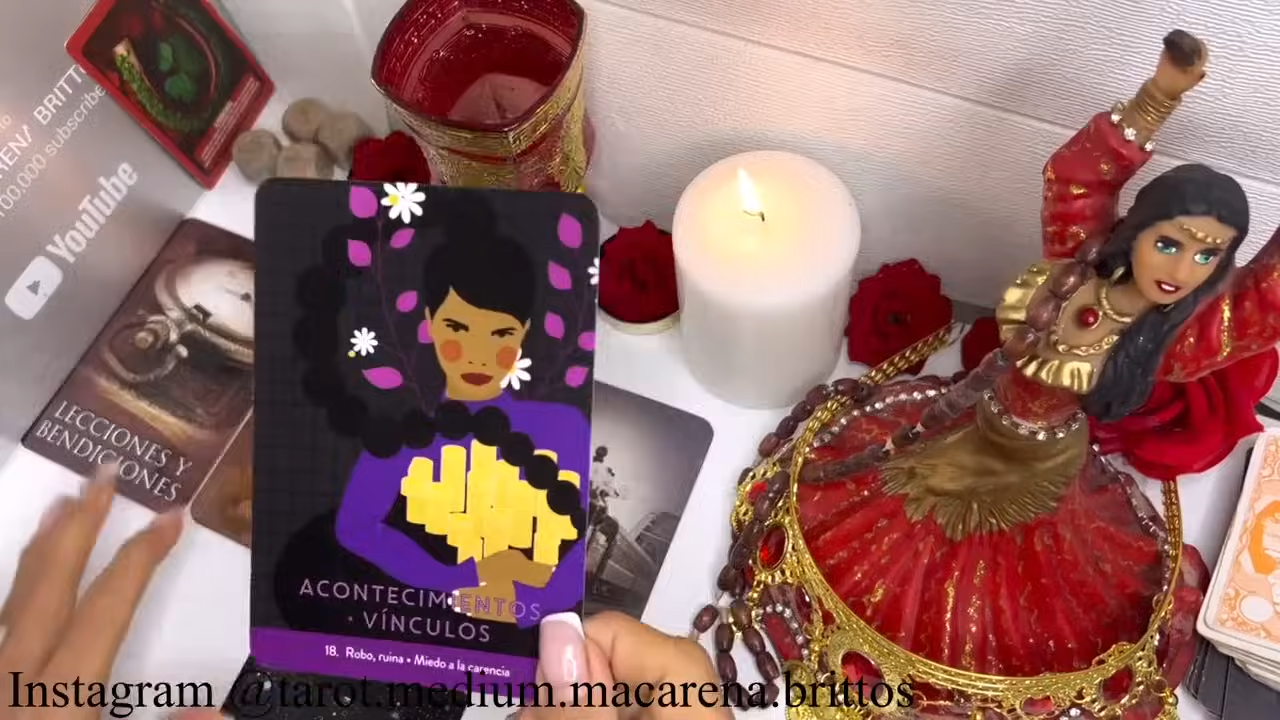 BRITT
100.000 subscribe
YouTube
LECCIONES Y
BENDICIONES
ACONTECIMIENTOS
· VÍNCULOS
18. Robo, ruina • Miedo a la carencia
Instagram @tarot.medium.macarena.brittos